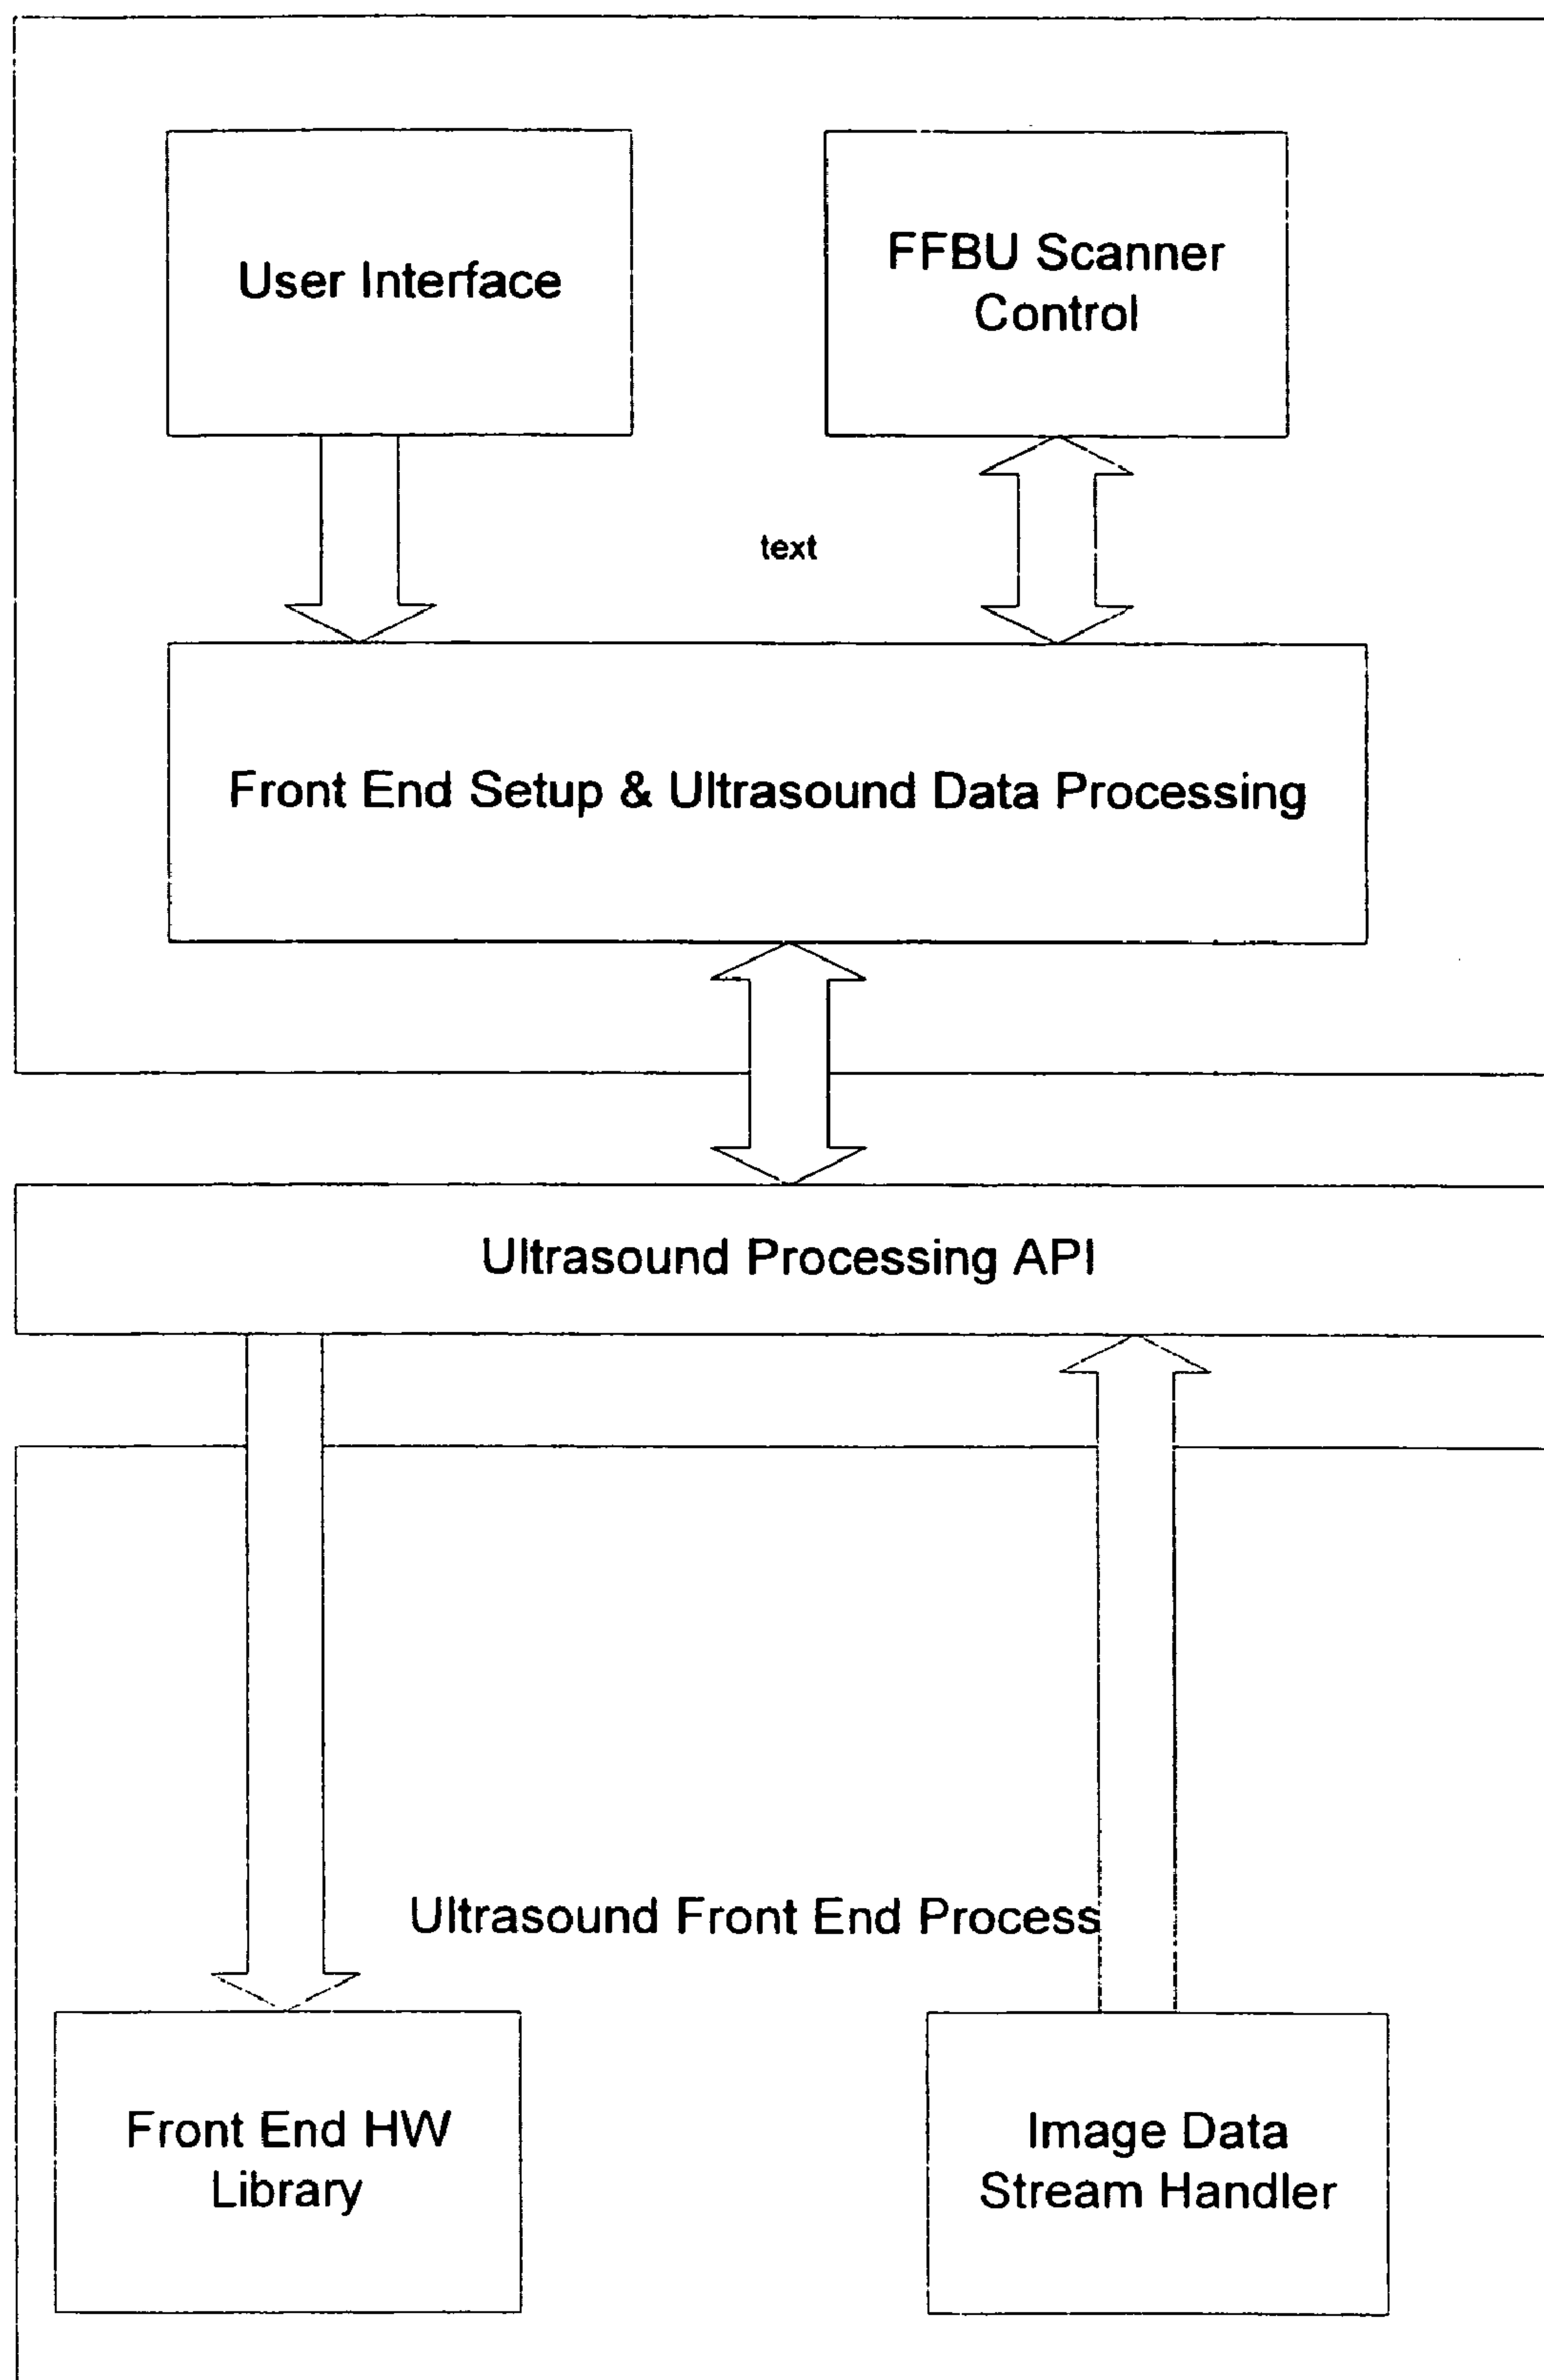 User Interface
FFBU Scanner
Control
text
Front End Setup & Ultrasound Data Processing
Ultrasound Processing API
Ultrasound Front End Process
Front End HW
Library
Image Data
Stream Handler